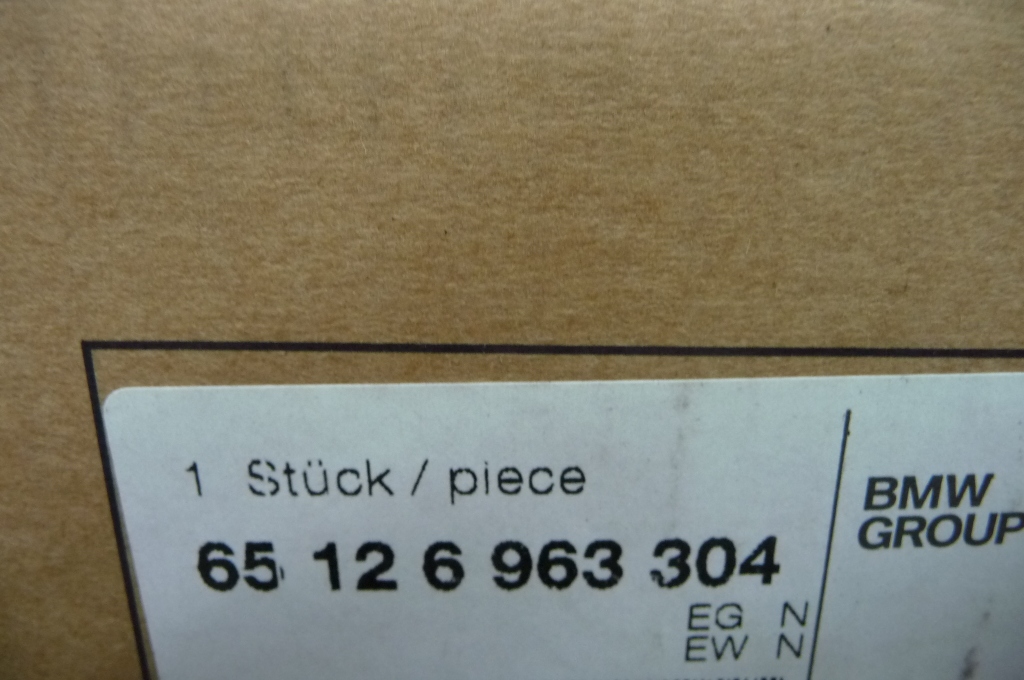 1 Stück / piece
65 12 6 963 304
EG N
EW N
BMW
GROUP